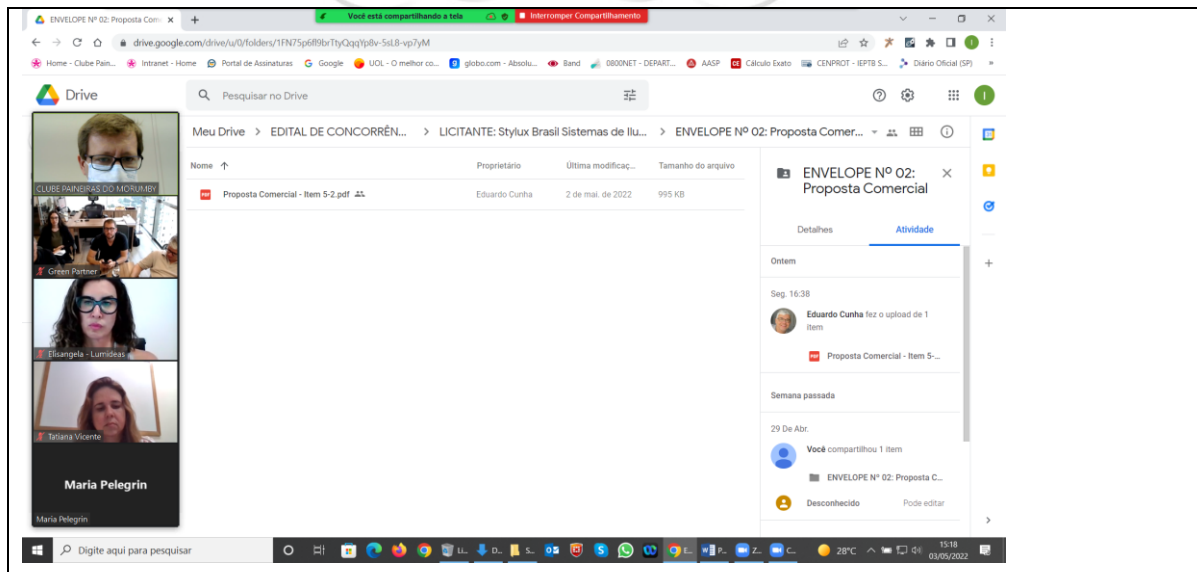 ENVELOPE Nº 02: Proposta Com
Você está compartilhando a tela
Interromper Compartilhamento
drive.google.com/drive/u/0/folders/1FN75p6fl9brTtyQqqYp8v-5sL8-vp7yM
Home - Clube Pain...
Intranet - Home
Portal de Assinaturas
Google
UOL - O melhor co...
globo.com - Absolu...
Band
0800NET - DEPART...
AASP
Cálculo Exato
CENPROT - IEPTB S...
Diário Oficial (SP)
Drive
Pesquisar no Drive
Meu Drive > EDITAL DE CONCORRÊN... > LICITANTE: Stylux Brasil Sistemas de Ilu... > ENVELOPE Nº 02: Proposta Comer...
Nome
Proprietário
Última modificaç...
Tamanho do arquivo
Proposta Comercial - Item 5-2.pdf
Eduardo Cunha
2 de mai. de 2022
995 KB
CLUBE PAINEIRAS DO MORUMBY
Green Partner
Elisangela - Lumideas
Tatiana Vicente
Maria Pelegrin
Maria Pelegrin
ENVELOPE Nº 02:
Proposta Comercial
Detalhes
Atividade
Ontem
Seg. 16:38
Eduardo Cunha fez o upload de 1
item
Proposta Comercial - Item 5-...
Semana passada
29 De Abr.
Você compartilhou 1 item
ENVELOPE Nº 02: Proposta C...
Desconhecido
Pode editar
Digite aqui para pesquisar
Li...
D...
S...
E...
P...
Z...
C...
28°C
15:18
03/05/2022